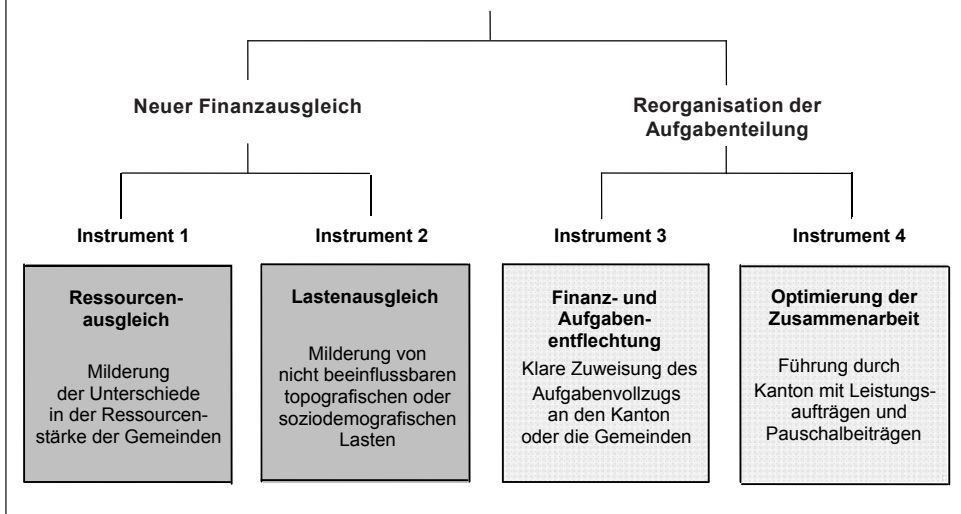 Neuer Finanzausgleich
Reorganisation der
Aufgabenteilung
Instrument 1
Instrument 2
Instrument 3
Instrument 4
Ressourcen-
ausgleich
Milderung
der Unterschiede
in der Ressourcen-
stärke der Gemeinden
Lastenausgleich
Milderung von
nicht beeinflussbaren
topografischen oder
soziodemografischen
Lasten
Finanz- und
Aufgaben-
entflechtung
Klare Zuweisung des
Aufgabenvollzugs
an den Kanton
oder die Gemeinden
Optimierung der
Zusammenarbeit
Führung durch
Kanton mit Leistungs-
aufträgen und
Pauschalbeiträgen